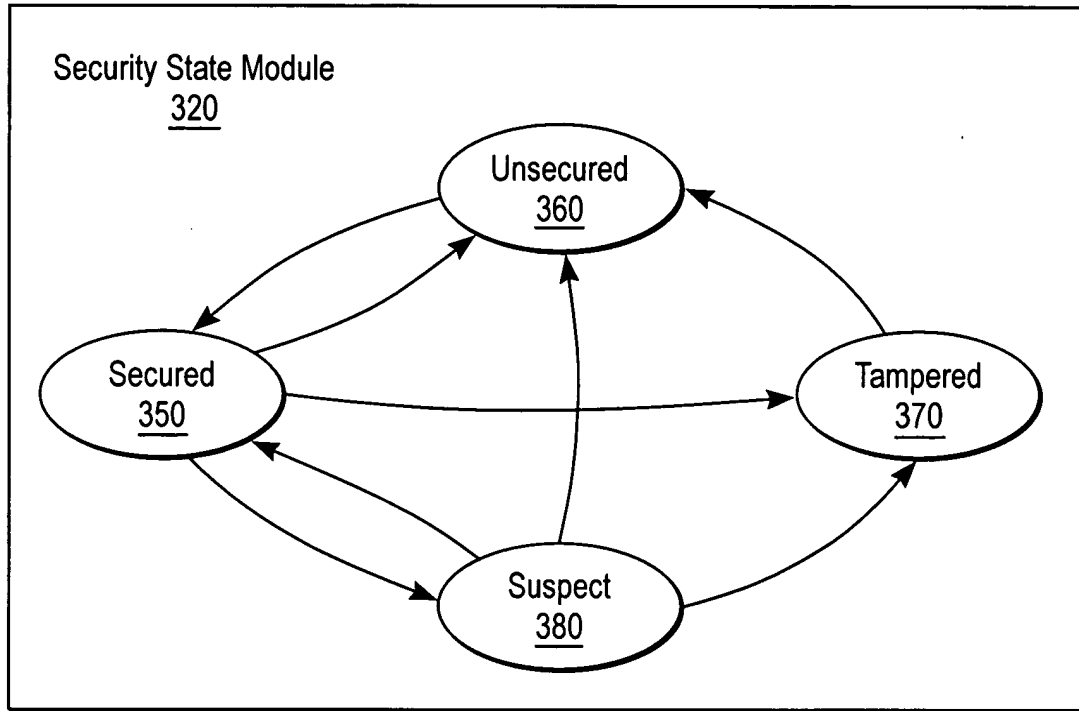 Security State Module
320
Unsecured
360
Secured
350
Tampered
370
Suspect
380